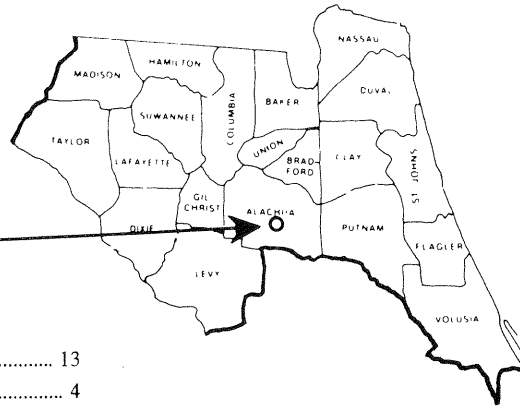 NASSAU
HAMILTON
MADISON
DUVAL
BAKER
COLUMBIA
SUWANNEE
UNION
TAYLOR
LAFAYETTE
BRAD
FORD
CLAY
ST. JOHNS
GIL
CHRIST
ALACHUA
DIXIE
PUTNAM
FLAGLER
LEVY
VOLUSIA
.............. 13
.............. 4